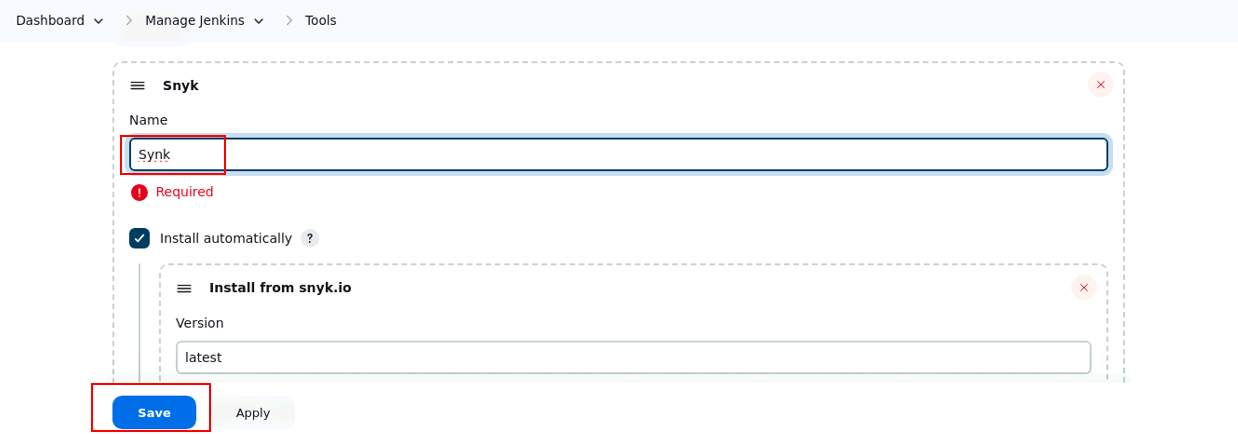 Dashboard Manage Jenkins Tools
Snyk
Name
Synk
Required
Install automatically ?
Install from snyk.io
Version
latest
Save Apply